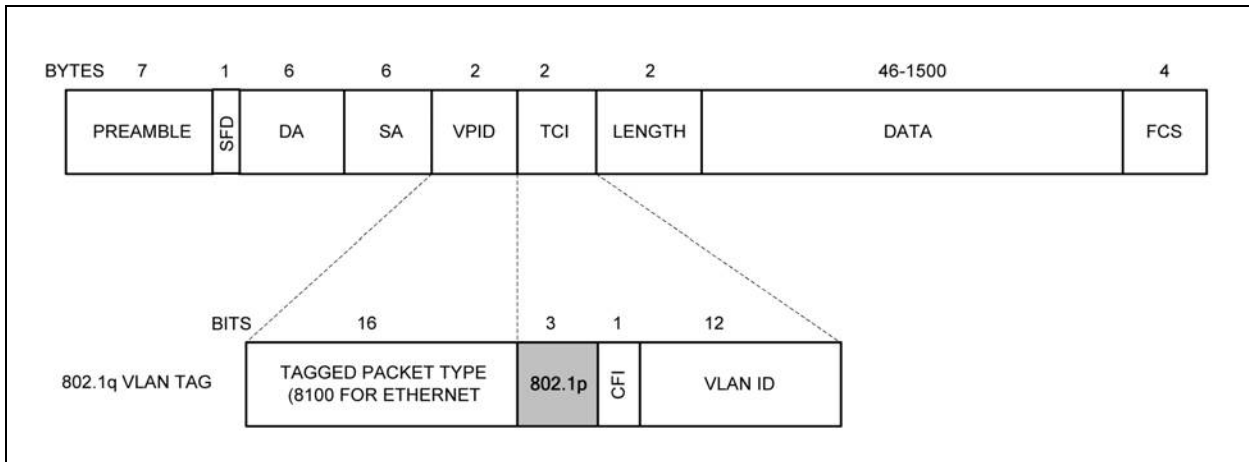 BYTES 7 1 6 6 2 2 2 46-1500 4
PREAMBLE SFD DA SA VPID TCI LENGTH DATA FCS
BITS 16 3 1 12
802.1q VLAN TAG
TAGGED PACKET TYPE
(8100 FOR ETHERNET
802.1p CFI VLAN ID